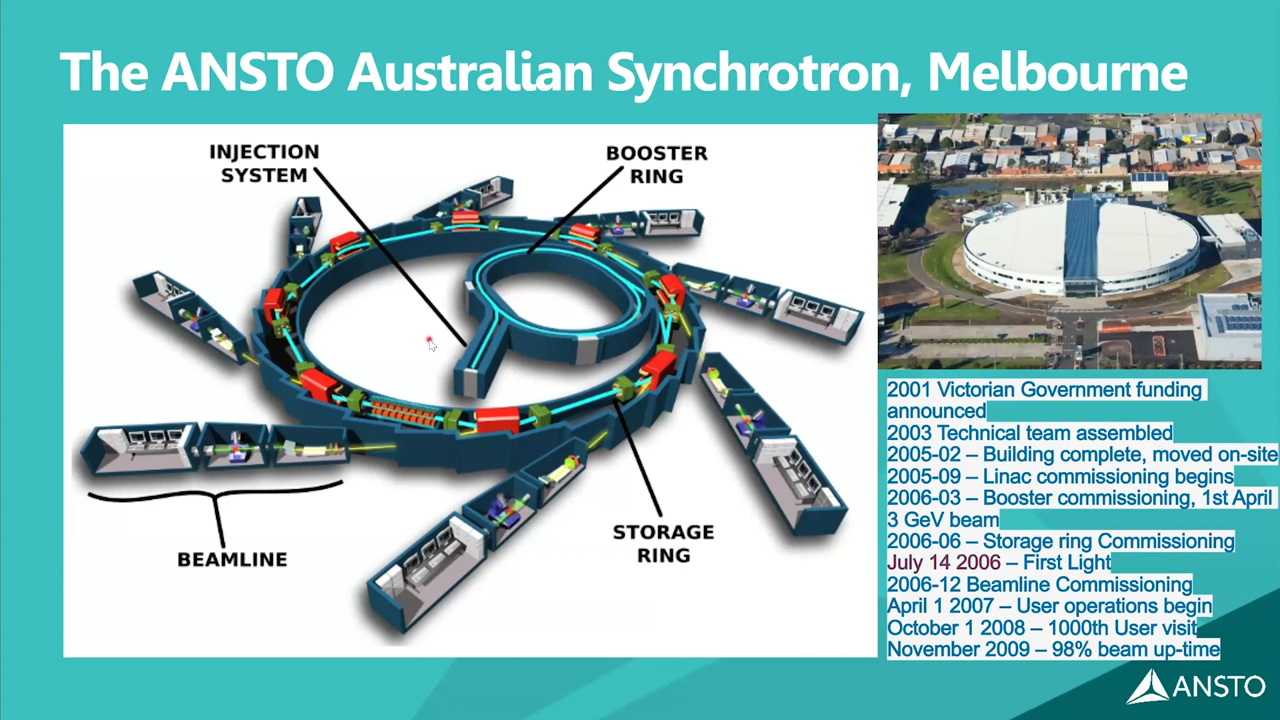 The ANSTO Australian Synchrotron, Melbourne
INJECTION
SYSTEM
BOOSTER
RING
BEAMLINE
STORAGE
RING
2001 Victorian Government funding
announced
2003 Technical team assembled
2005-02 – Building complete, moved on-site
2005-09 – Linac commissioning begins
2006-03 – Booster commissioning, 1st April
3 GeV beam
2006-06 – Storage ring Commissioning
July 14 2006 – First Light
2006-12 Beamline Commissioning
April 1 2007 – User operations begin
October 1 2008 – 1000th User visit
November 2009 – 98% beam up-time
ANSTO